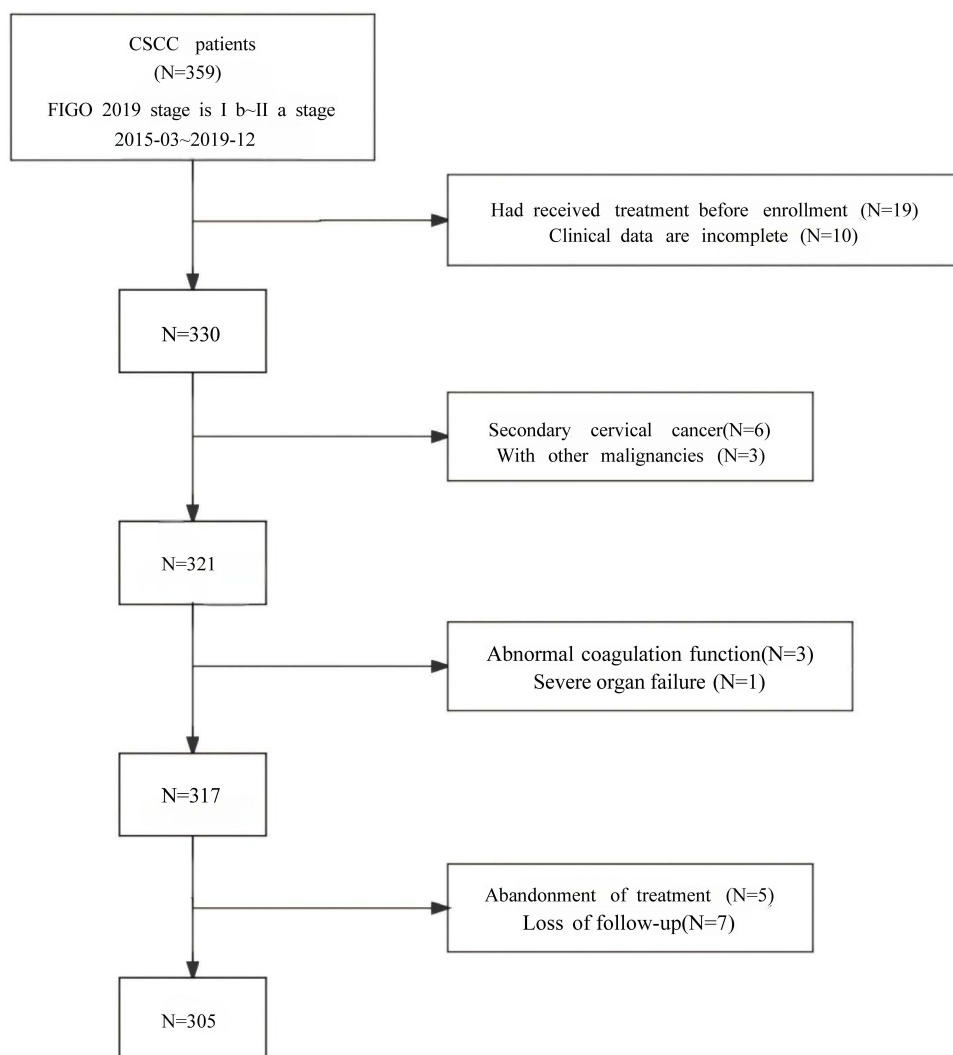 CSCC patients
(N=359)
FIGO 2019 stage is I b~II a stage
2015-03~2019-12
Had received treatment before enrollment (N=19)
Clinical data are incomplete (N=10)
N=330
Secondary cervical cancer(N=6)
With other malignancies (N=3)
N=321
Abnormal coagulation function(N=3)
Severe organ failure (N=1)
N=317
Abandonment of treatment (N=5)
Loss of follow-up(N=7)
N=305